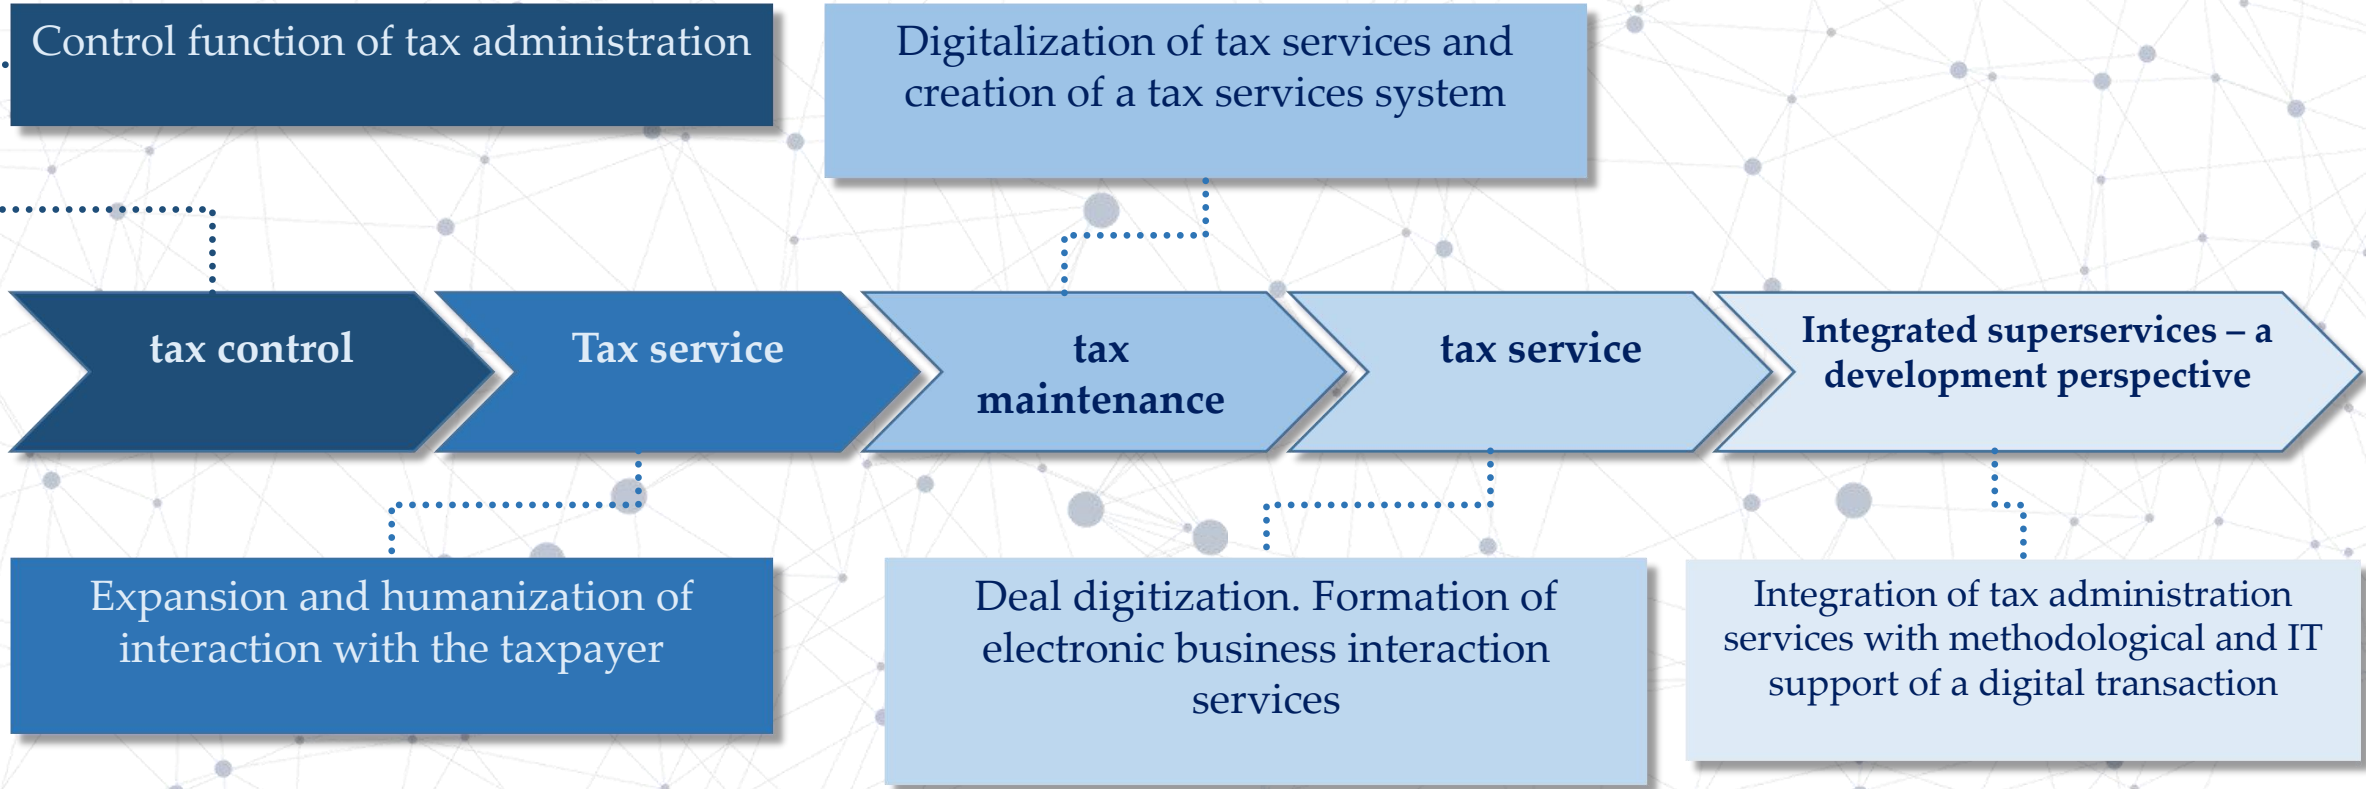 Control function of tax administration
Digitalization of tax services and
creation of a tax services system
tax control
Tax service
tax
maintenance
tax service
Integrated superservices – a
development perspective
Expansion and humanization of
interaction with the taxpayer
Deal digitization. Formation of
electronic business interaction
services
Integration of tax administration
services with methodological and IT
support of a digital transaction